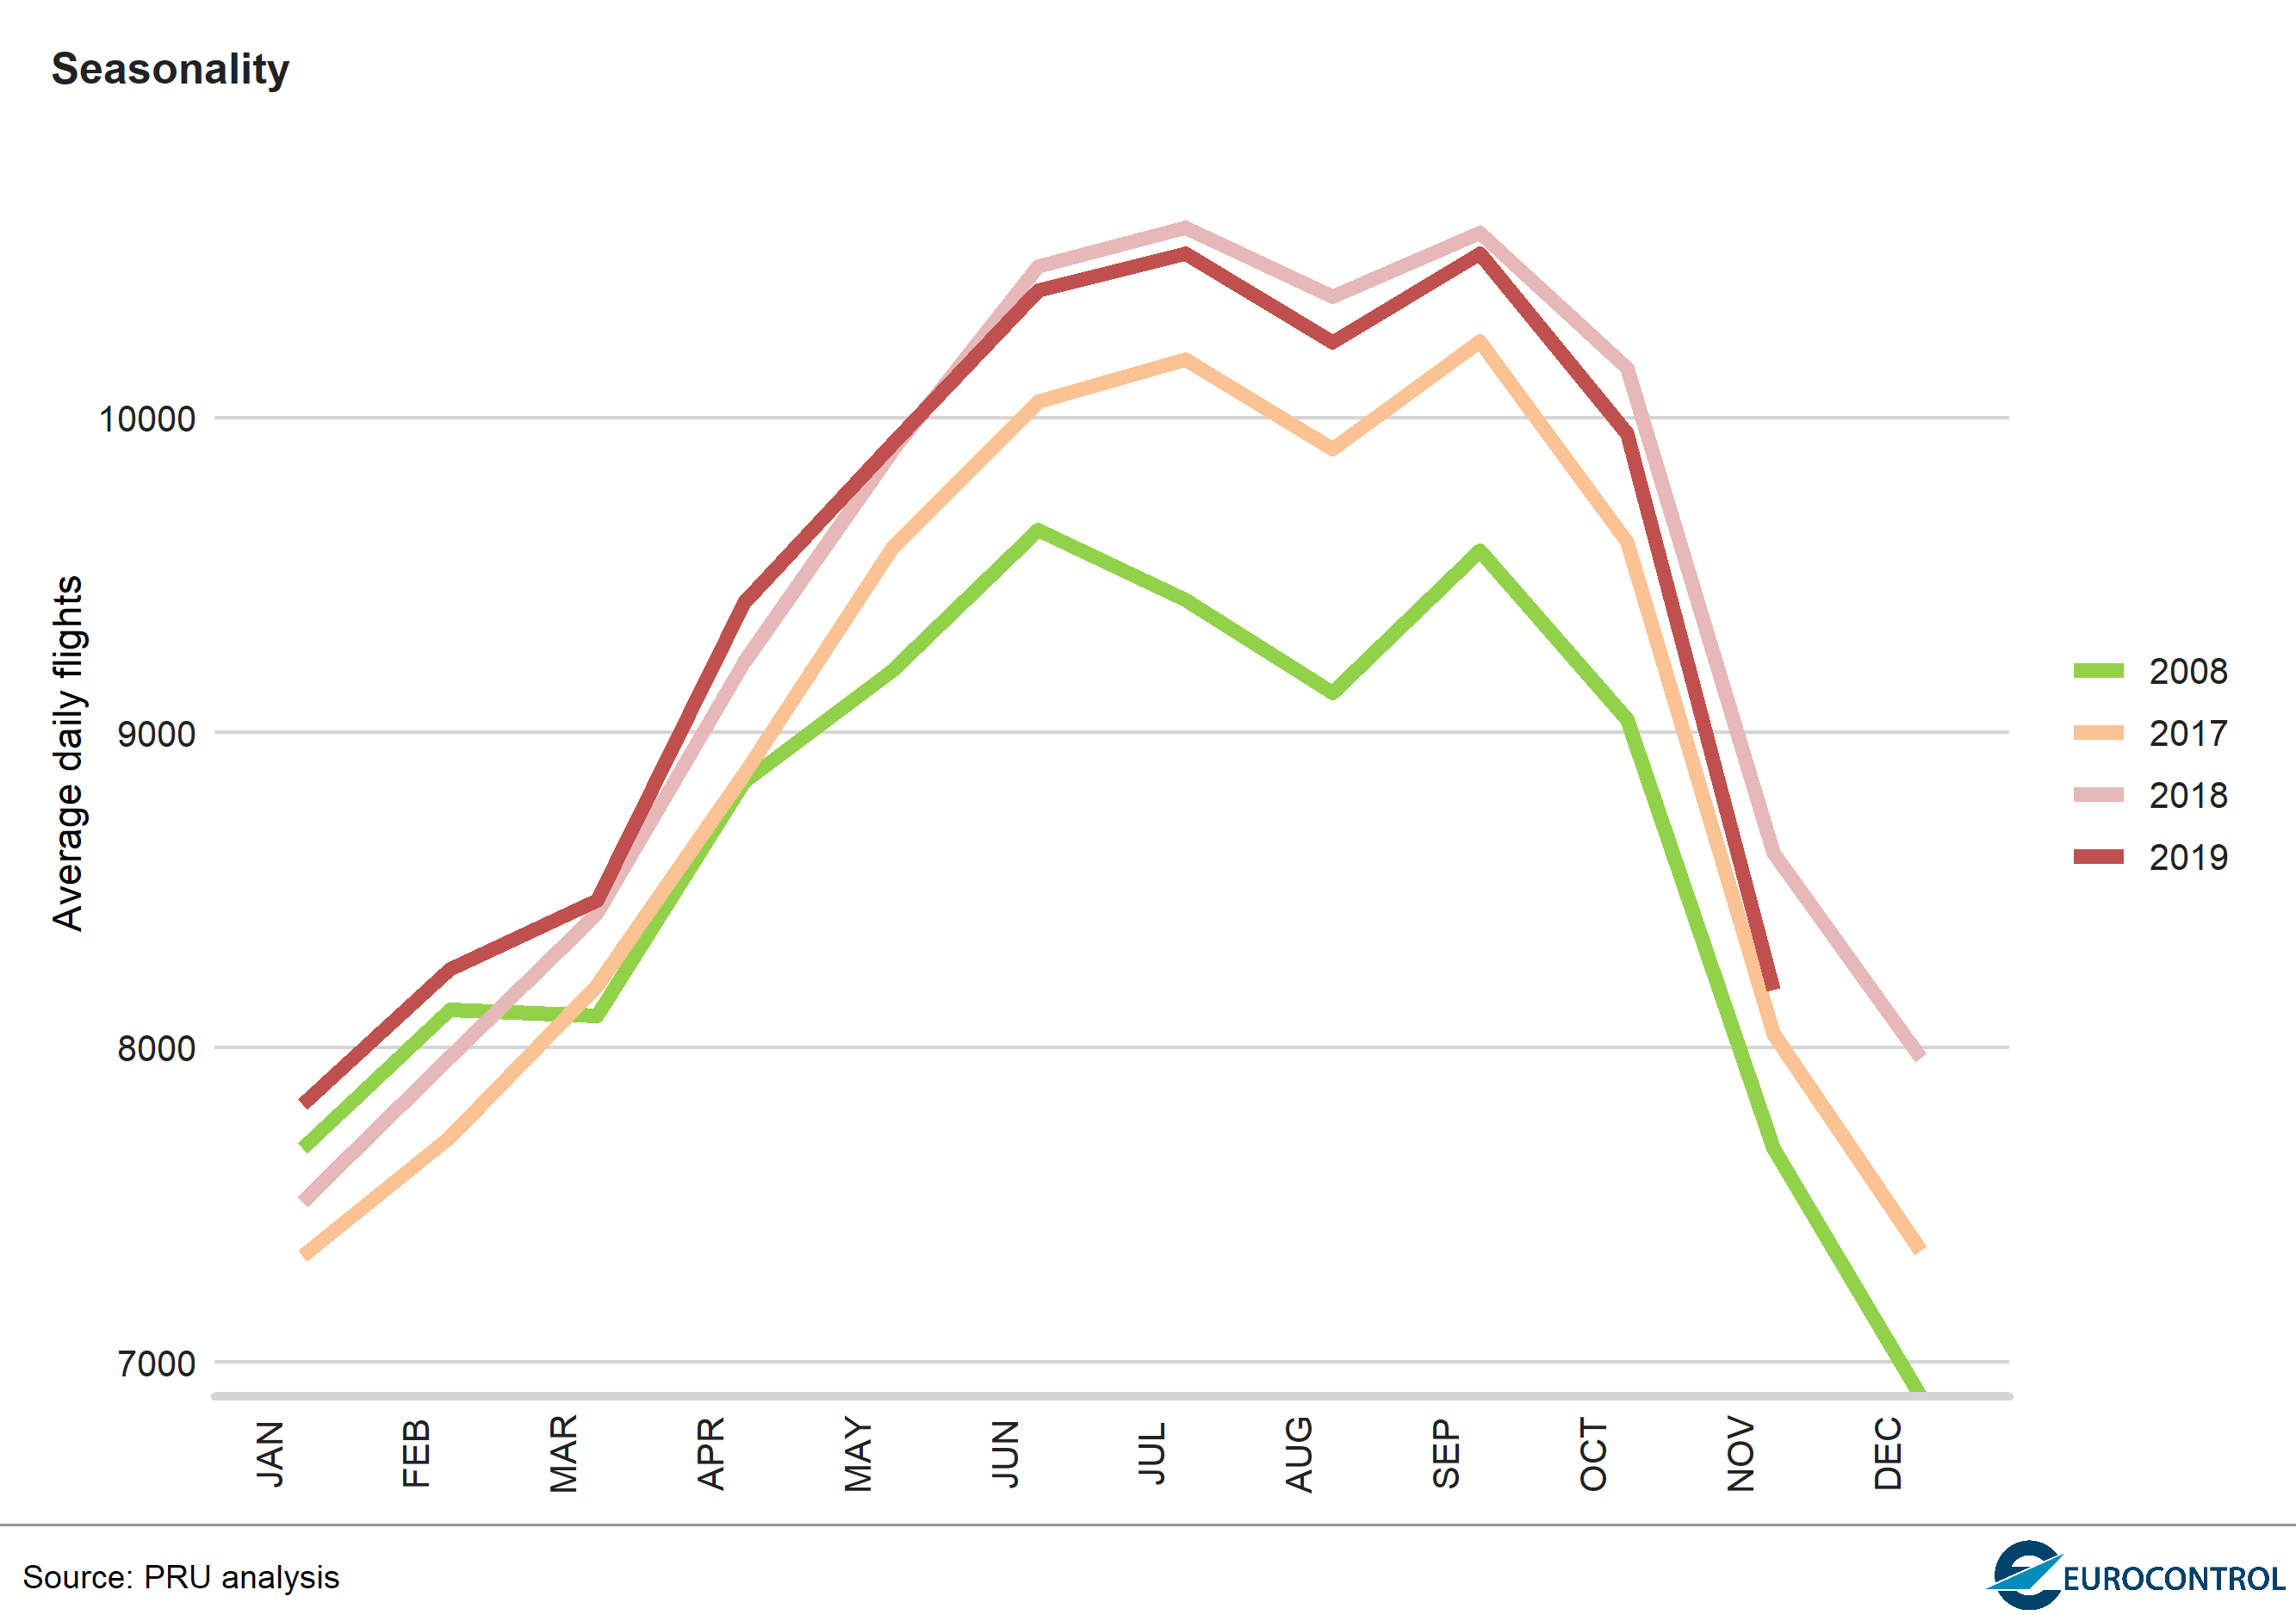 Seasonality
Average daily flights
10000
9000
8000
7000
JAN
FEB
MAR
APR
MAY
JUN
JUL
AUG
SEP
OCT
NOV
DEC
2008
2017
2018
2019
Source: PRU analysis
EUROCONTROL